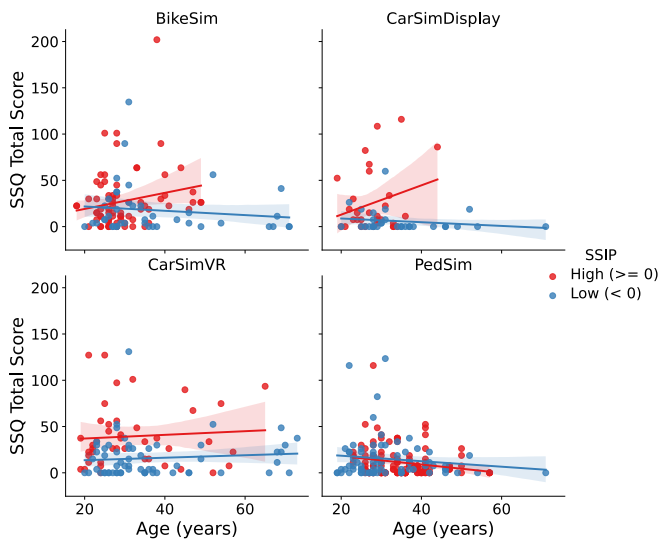 BikeSim
CarSimDisplay
200
150
100
50
0
SSQ Total Score
CarSimVR
PedSim
SSIP
High (>= 0)
Low (< 0)
200
150
100
50
0
SSQ Total Score
20 40 60
20 40 60
Age (years)
Age (years)